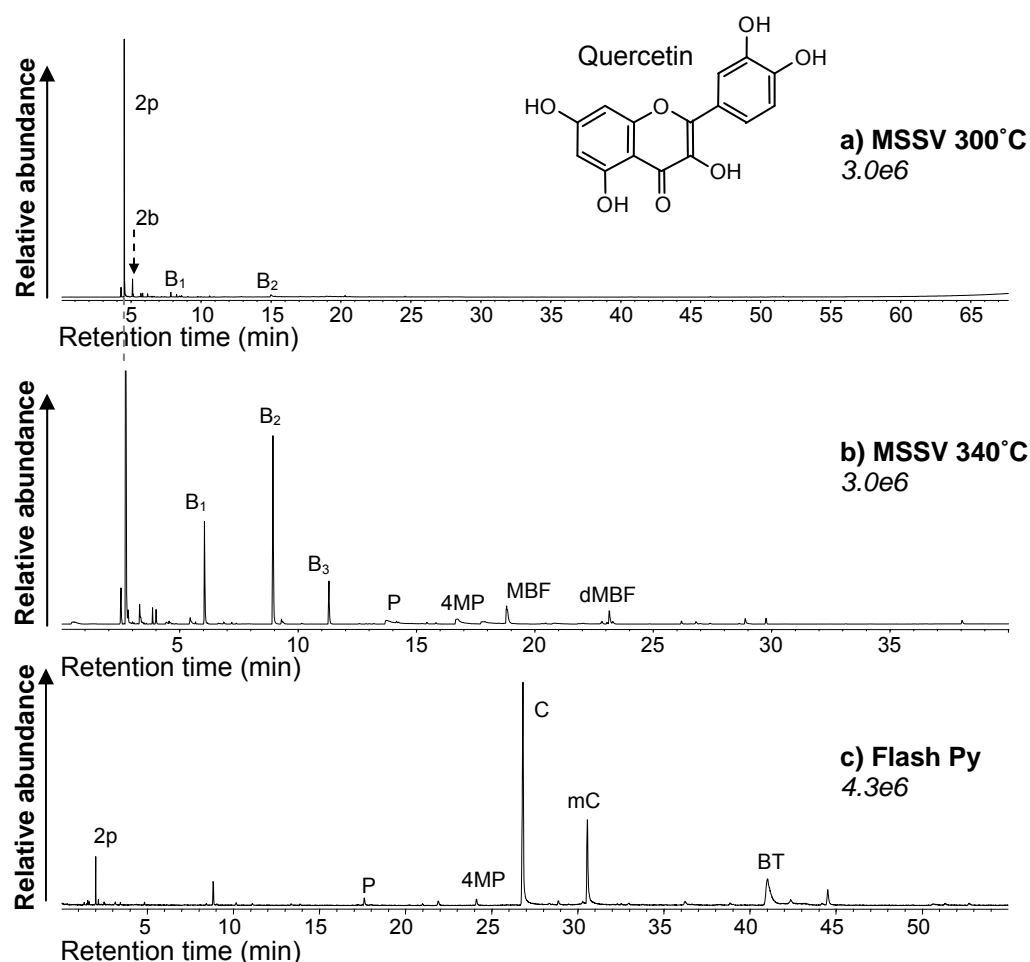 OH
Quercetin
OH
HO
O
OH
OH
O
a) MSSV 300˚C
3.0e6
Relative abundance
2p
2b
B₁
B₂
5 10 15 20 25 30 35 40 45 50 55 60 65
Retention time (min)
b) MSSV 340˚C
3.0e6
Relative abundance
B₂
B₁
B₃
P
4MP
MBF
dMBF
5 10 15 20 25 30 35
Retention time (min)
c) Flash Py
4.3e6
Relative abundance
C
mC
2p
P
4MP
BT
5 10 15 20 25 30 35 40 45 50
Retention time (min)